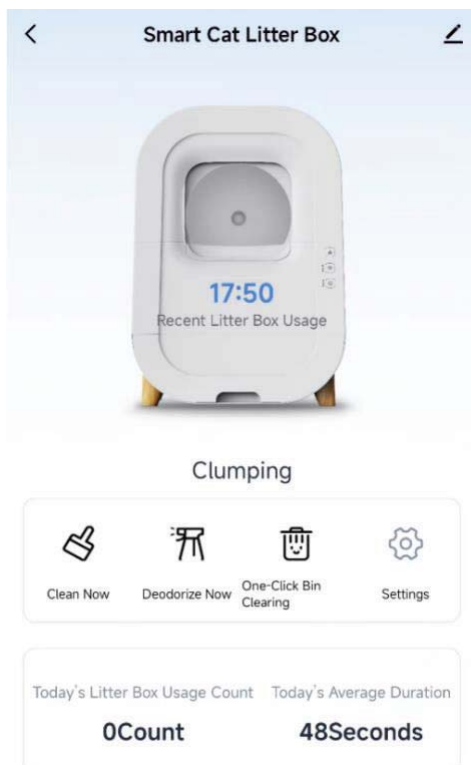 Smart Cat Litter Box
17:50
Recent Litter Box Usage
Clumping
Clean Now
Deodorize Now
One-Click Bin
Clearing
Settings
Today's Litter Box Usage Count
Today's Average Duration
0Count
48Seconds